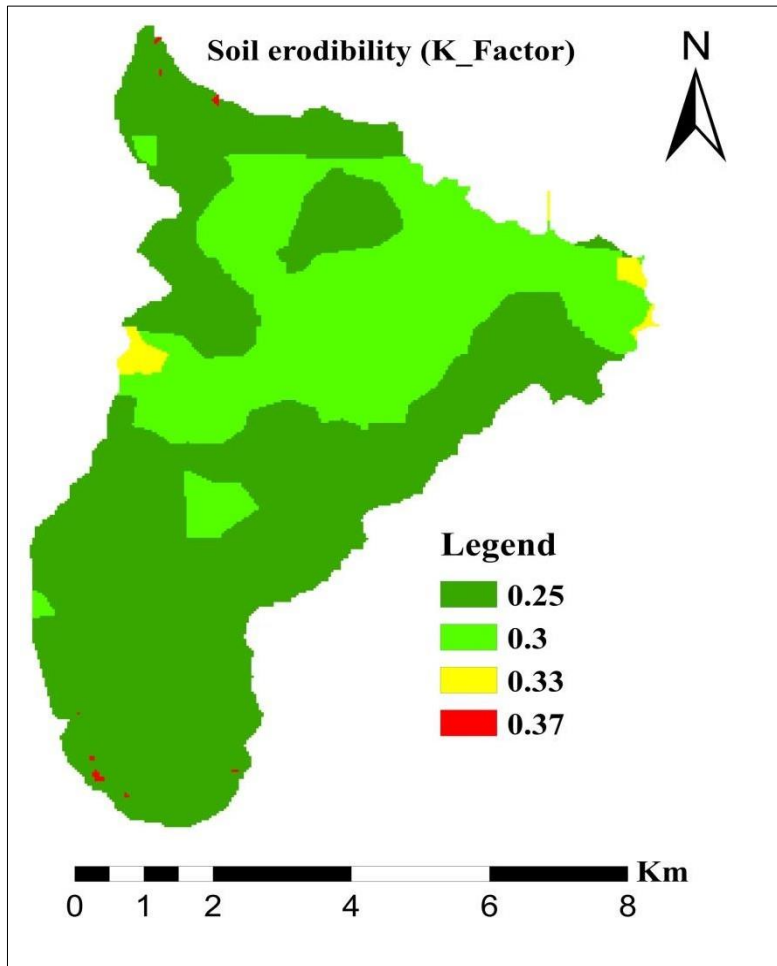 Soil erodibility (K_Factor)
N
Legend
0.25
0.3
0.33
0.37
Km
0 1 2 4 6 8